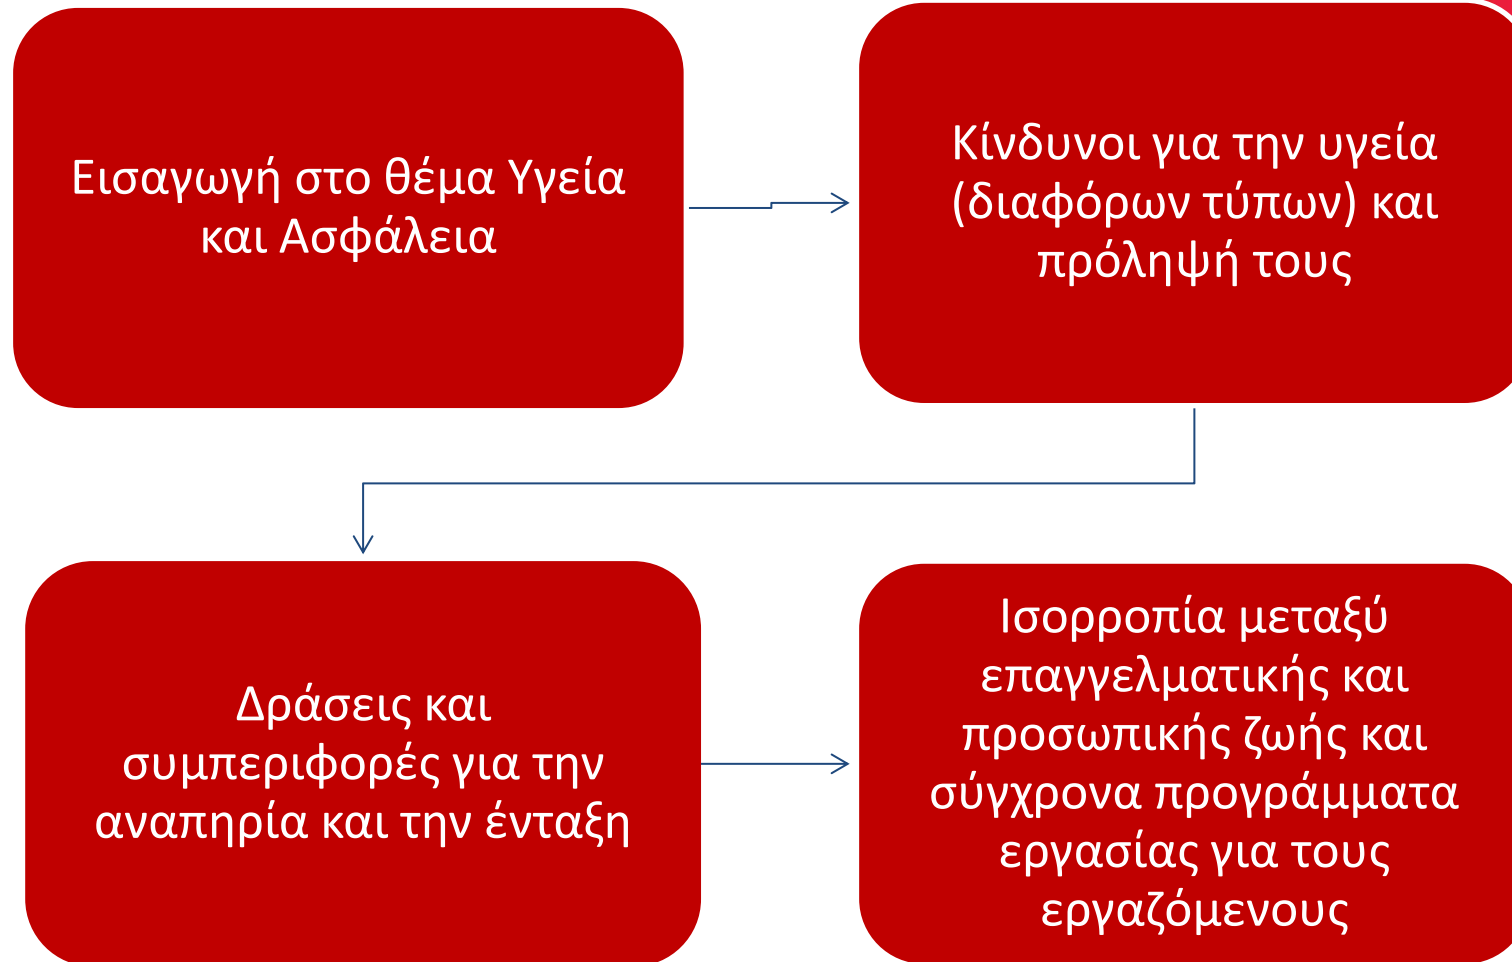 Εισαγωγή στο θέμα Υγεία
και Ασφάλεια
Κίνδυνοι για την υγεία
(διαφόρων τύπων) και
πρόληψή τους
Δράσεις και
συμπεριφορές για την
αναπηρία και την ένταξη
Ισορροπία μεταξύ
επαγγελματικής και
προσωπικής ζωής και
σύγχρονα προγράμματα
εργασίας για τους
εργαζόμενους